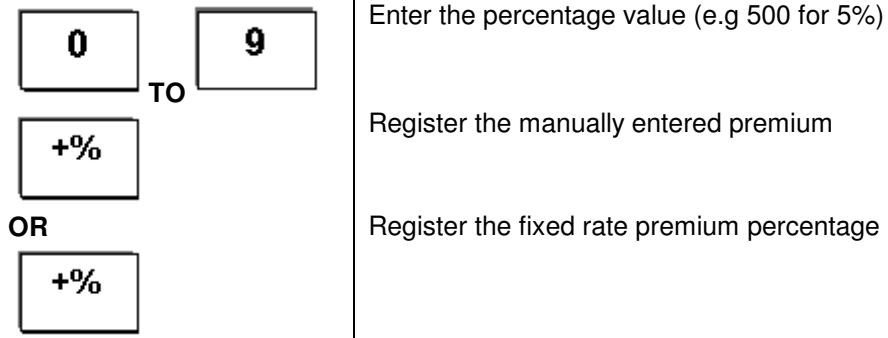 0 TO 9 Enter the percentage value (e.g 500 for 5%)
+% Register the manually entered premium
OR Register the fixed rate premium percentage
+%